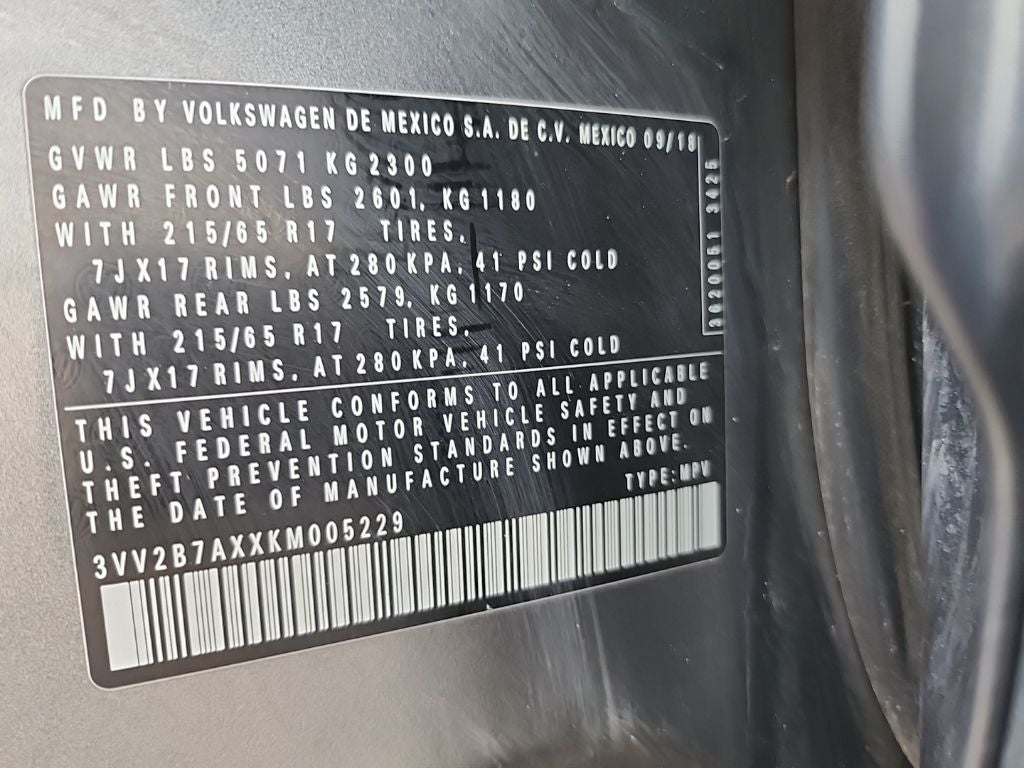 MFD BY VOLKSWAGEN DE MEXICO S.A. DE C.V. MEXICO 09/18
GVWR LBS 5071 KG 2300
GAWR FRONT LBS 2601, KG 1180
WITH 215/65 R17 TIRES,
7JX17 RIMS, AT 280 KPA, 41 PSI COLD
GAWR REAR LBS 2579, KG 1170
WITH 215/65 R17 TIRES,
7JX17 RIMS, AT 280 KPA, 41 PSI COLD
3020051 3425
THIS VEHICLE CONFORMS TO ALL APPLICABLE
U.S. FEDERAL MOTOR VEHICLE SAFETY AND
THEFT PREVENTION STANDARDS IN EFFECT ON
THE DATE OF MANUFACTURE SHOWN ABOVE.
TYPE: MPV
3VV2B7AXXKM005229